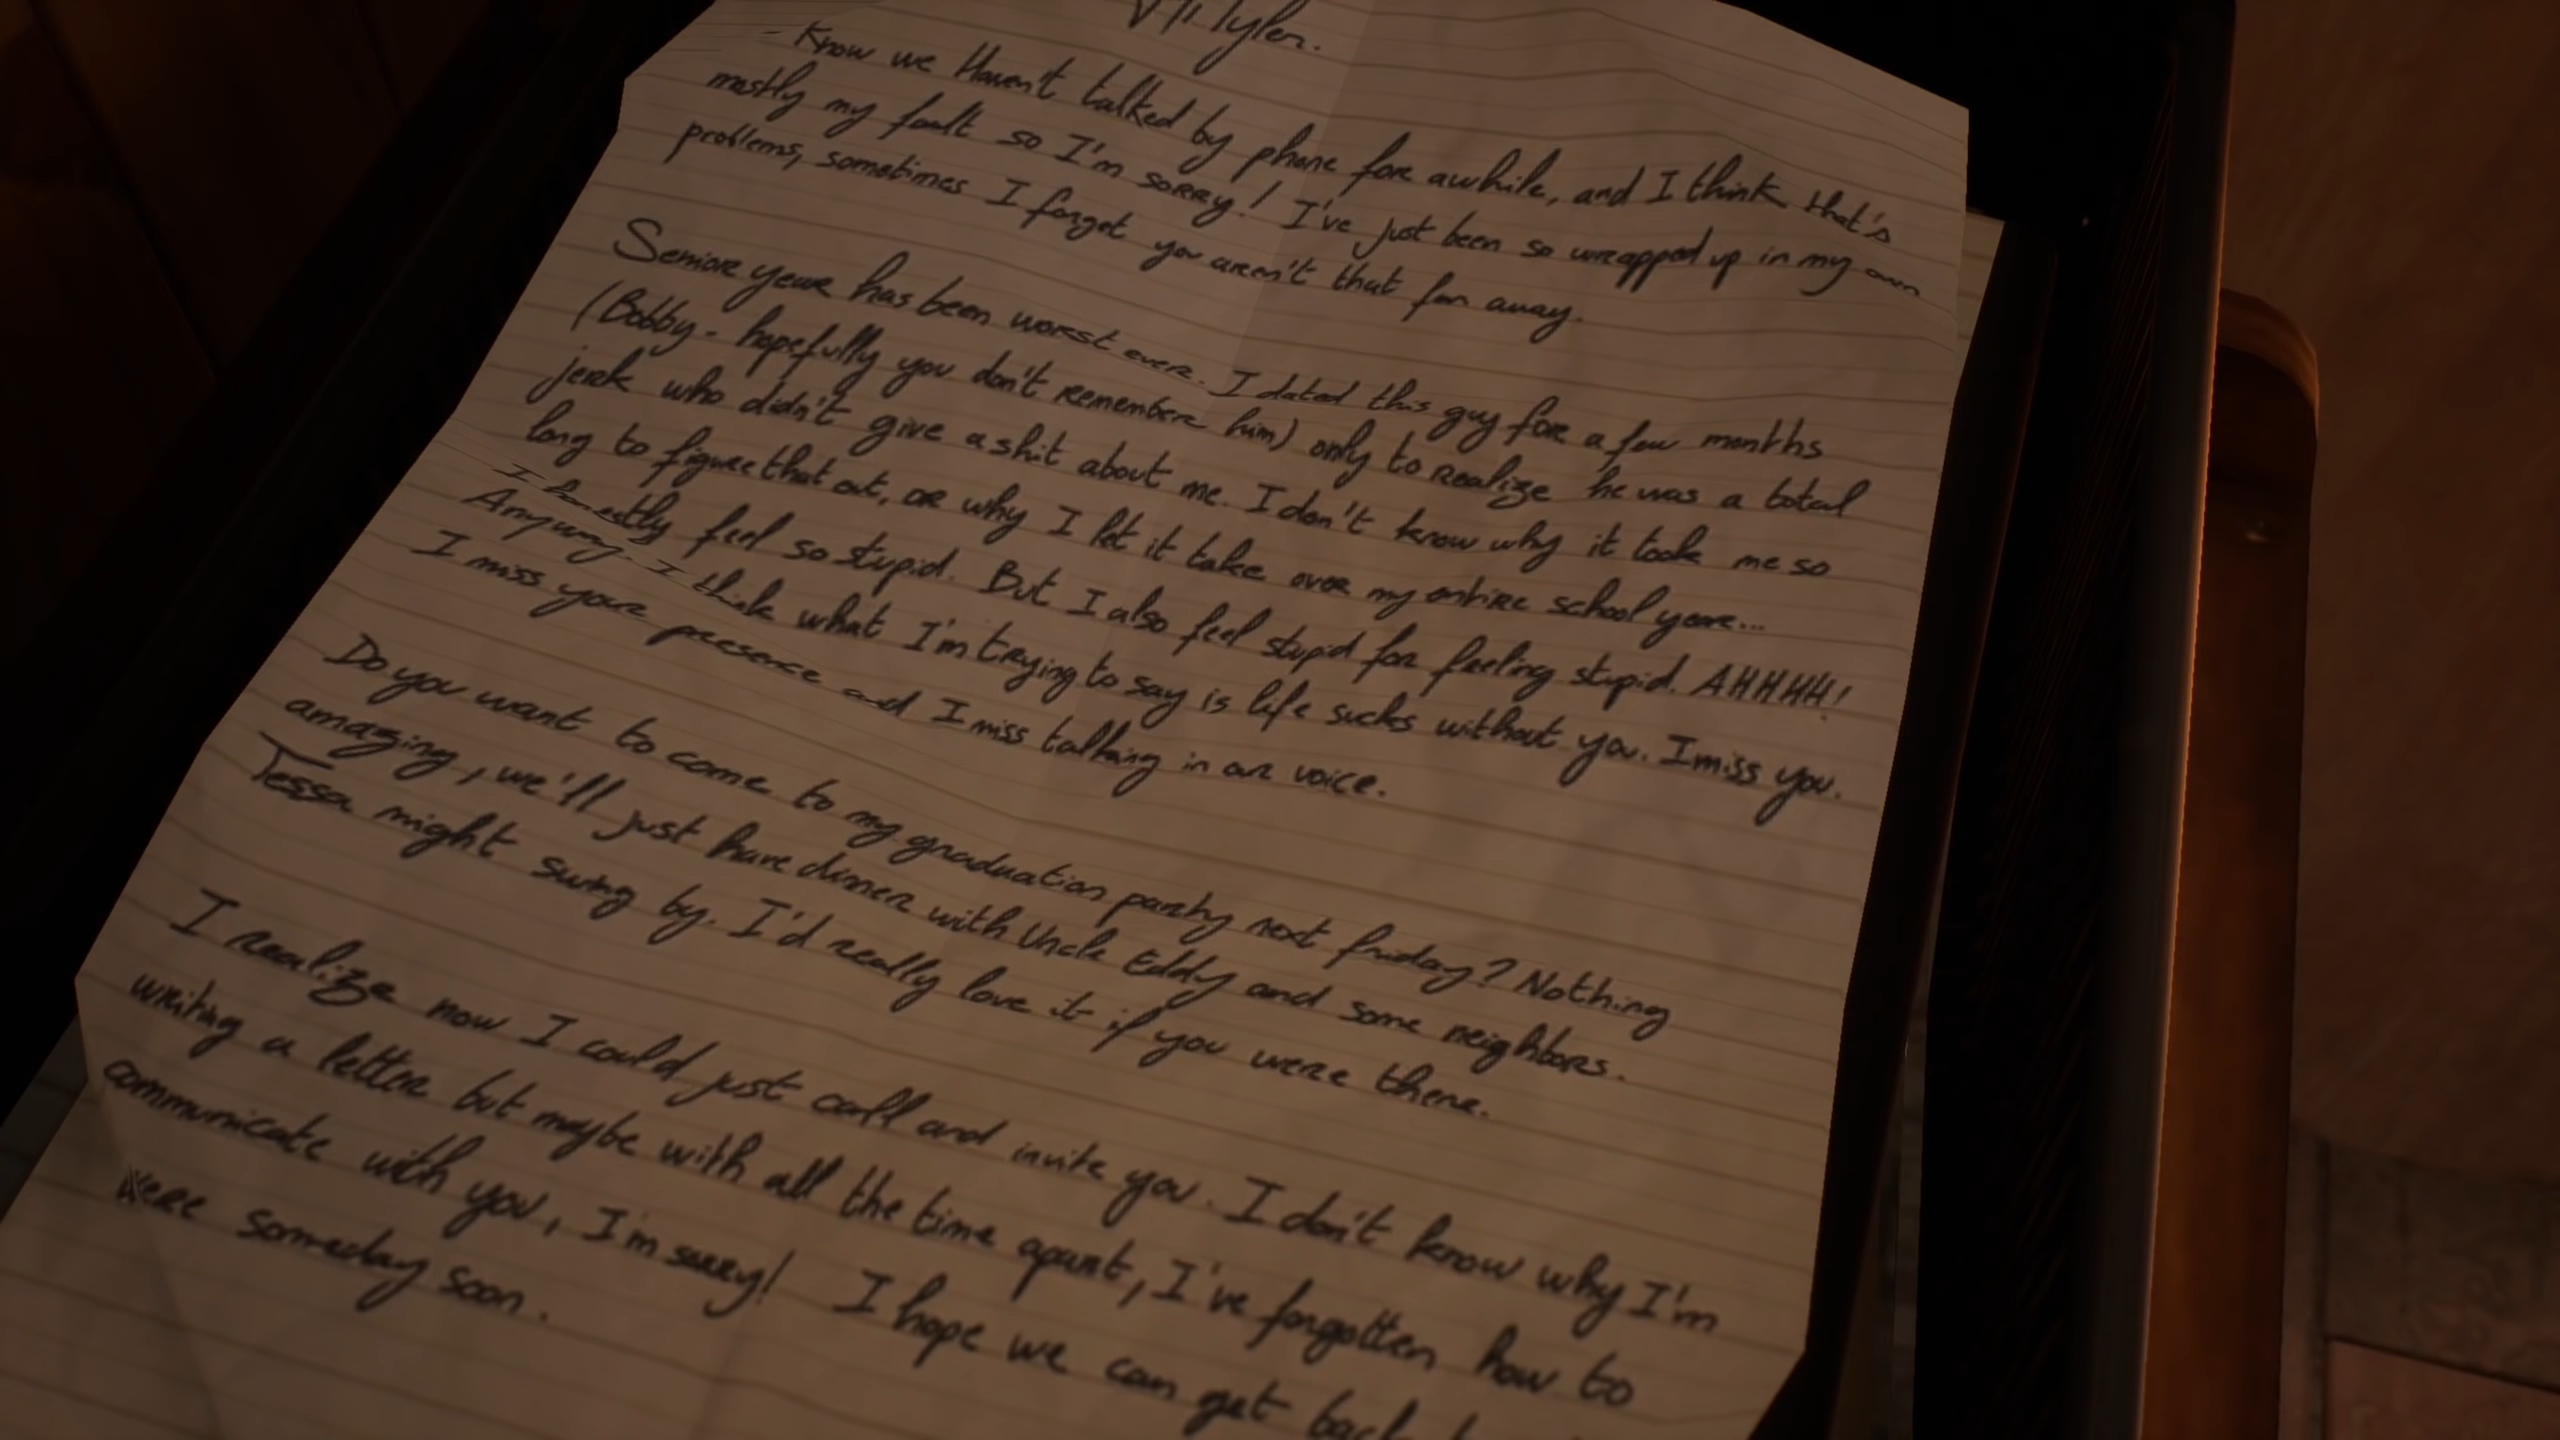 Hi Tyler.
- Know we Haven't talked by phone for awhile, and I think that's
mostly my fault so I'm sorry! I've just been so wrapped up in my own
problems, sometimes I forget you aren't that far away.
Senior year has been worst ever. I dated this guy for a few months
(Bobby - hopefully you don't remember him) only to realize he was a total
jerk who didn't give a shit about me. I don't know why it took me so
long to figure that out, or why I let it take over my entire school year...
I honestly feel so stupid. But I also feel stupid for feeling stupid. AHHHH!
Anyway I think what I'm trying to say is life sucks without you. I miss you.
I miss your presence and I miss talking in our voice.
Do you want to come to my graduation party next friday? Nothing
amazing, we'll just have dinner with Uncle Eddy and some neighbors.
Tessa might swing by. I'd really love it if you were there.
I realize now I could just call and invite you. I don't know why I'm
writing a letter but maybe with all the time apart, I've forgotten how to
communicate with you, I'm sorry! I hope we can get back
were someday soon.